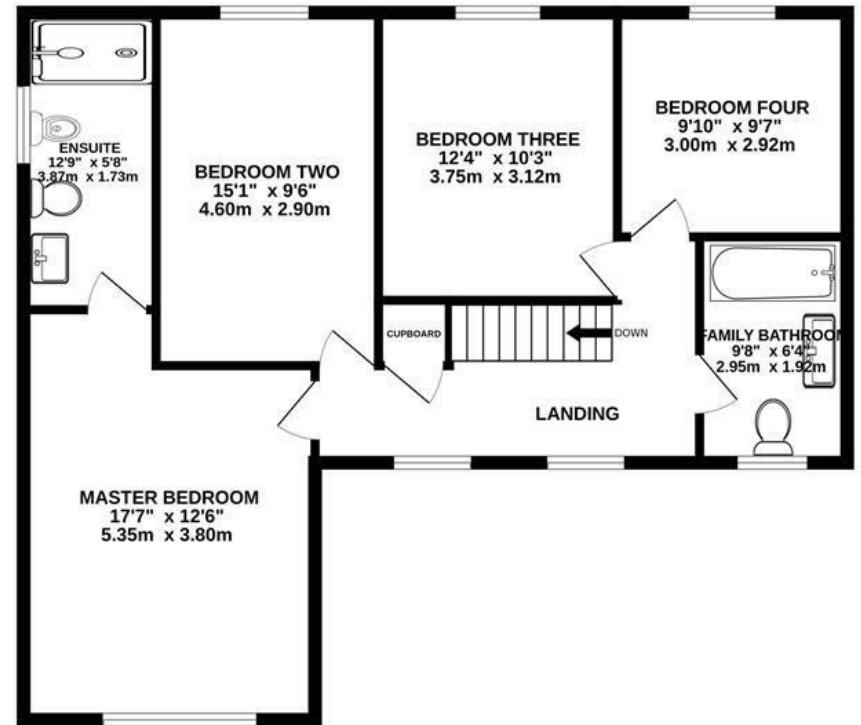 ENSUITE
12'9" x 5'8"
3.87m x 1.73m
BEDROOM TWO
15'1" x 9'6"
4.60m x 2.90m
BEDROOM THREE
12'4" x 10'3"
3.75m x 3.12m
BEDROOM FOUR
9'10" x 9'7"
3.00m x 2.92m
CUPBOARD
DOWN
FAMILY BATHROOM
9'8" x 6'4"
2.95m x 1.92m
LANDING
MASTER BEDROOM
17'7" x 12'6"
5.35m x 3.80m